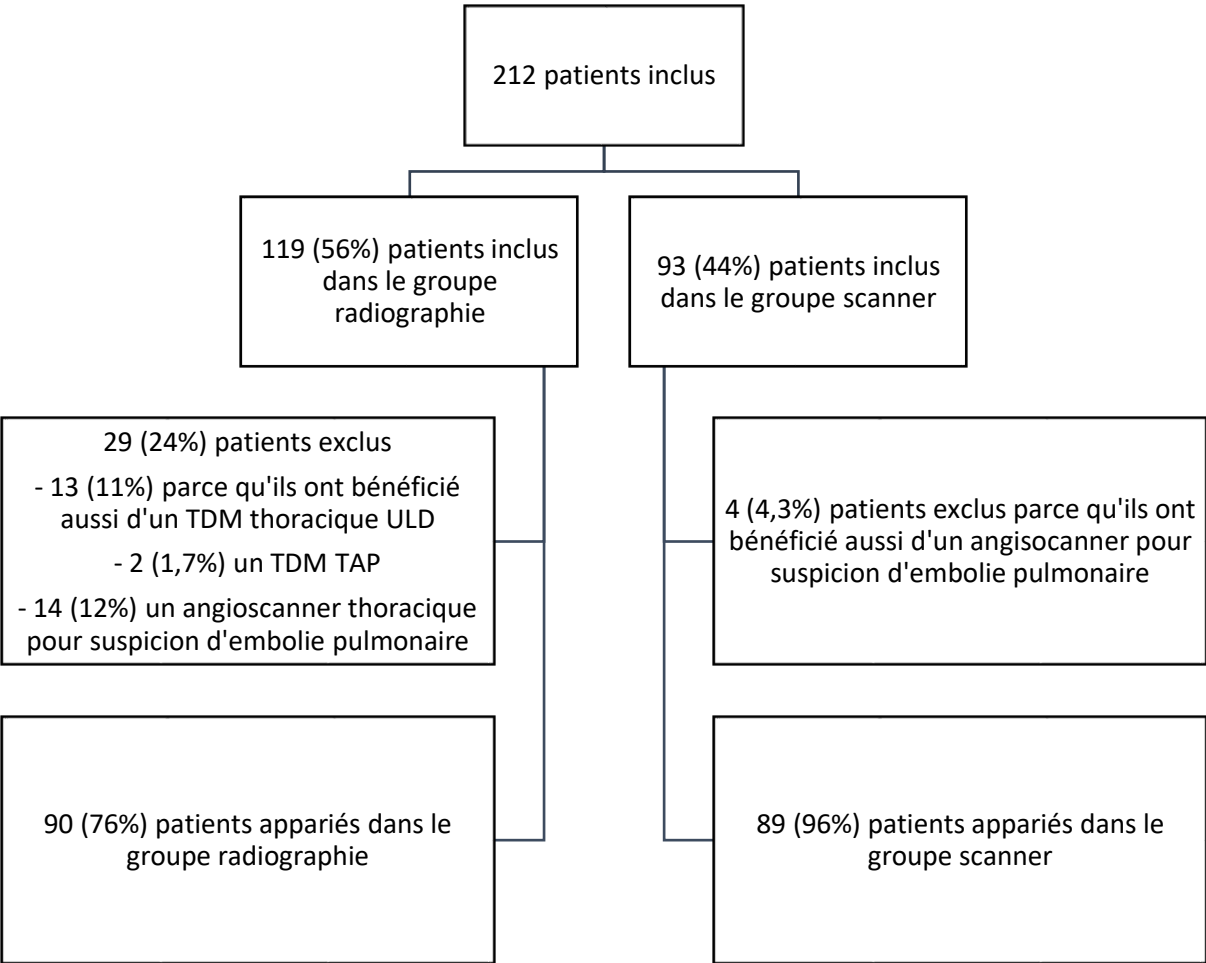 212 patients inclus
119 (56%) patients inclus
dans le groupe
radiographie
93 (44%) patients inclus
dans le groupe scanner
29 (24%) patients exclus
- 13 (11%) parce qu'ils ont bénéficié
aussi d'un TDM thoracique ULD
- 2 (1,7%) un TDM TAP
- 14 (12%) un angioscanner thoracique
pour suspicion d'embolie pulmonaire
4 (4,3%) patients exclus parce qu'ils ont
bénéficié aussi d'un angisocanner pour
suspicion d'embolie pulmonaire
90 (76%) patients appariés dans le
groupe radiographie
89 (96%) patients appariés dans le
groupe scanner